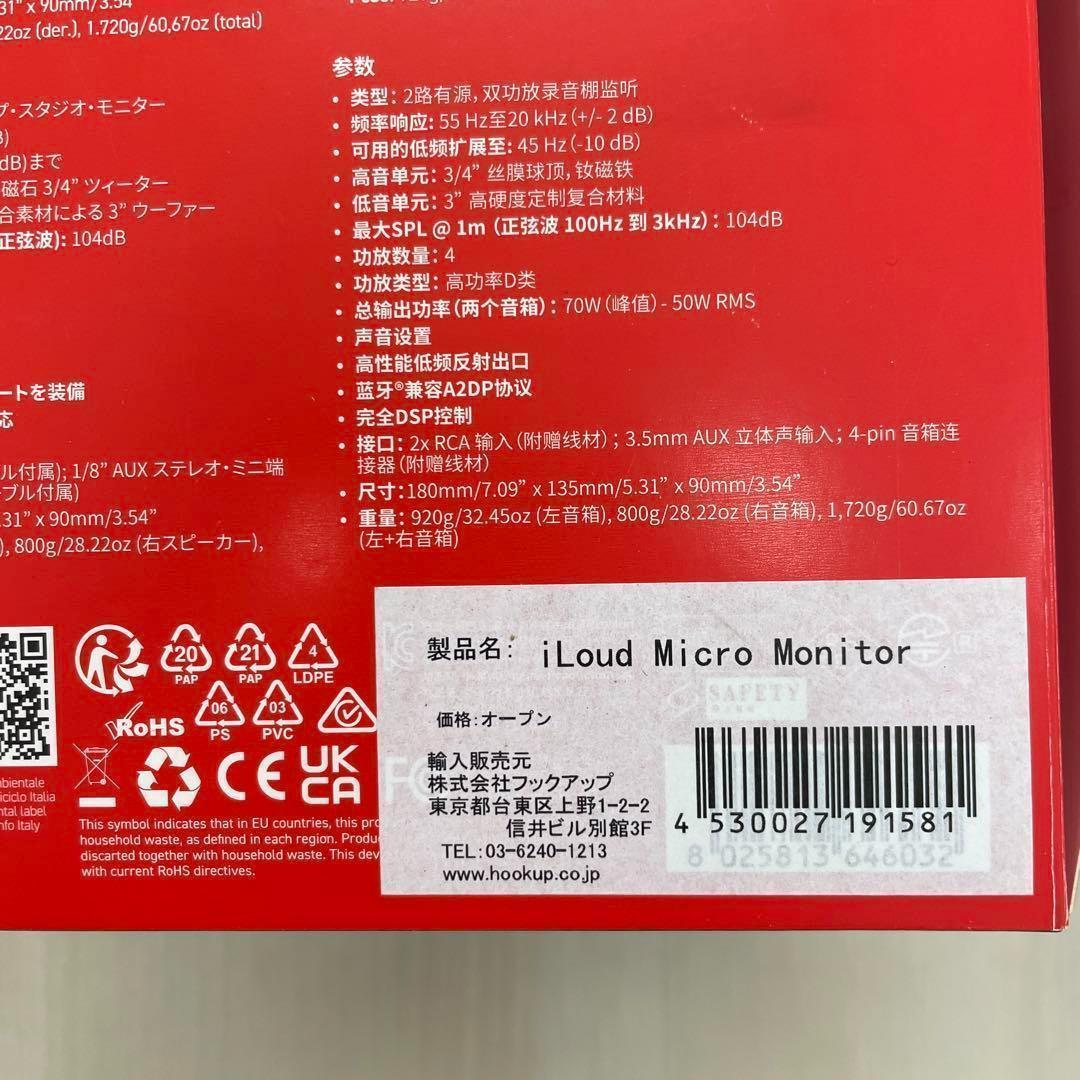 31" x 90mm/3.54
22oz (der.), 1.720g/60,67oz (total)
プ・スタジオ・モニター
dB)まで
磁石 3/4" ツィーター
合素材による 3" ウーファー
正弦波): 104dB
ートを装備
応
ル付属); 1/8" AUX ステレオ・ミニ端
ーブル付属)
.31" x 90mm/3.54"
), 800g/28.22oz (右スピーカー),
参数
• 类型: 2路有源, 双功放录音棚监听
• 频率响应: 55 Hz至20 kHz (+/- 2 dB)
• 可用的低频扩展至: 45 Hz (-10 dB)
• 高音单元: 3/4" 丝膜球顶, 钕磁铁
• 低音单元: 3" 高硬度定制复合材料
• 最大SPL @ 1m (正弦波 100Hz 到 3kHz): 104dB
• 功放数量: 4
• 功放类型: 高功率D类
• 总输出功率(两个音箱): 70W (峰值) - 50W RMS
• 声音设置
• 高性能低频反射出口
• 蓝牙®兼容A2DP协议
• 完全DSP控制
• 接口: 2x RCA 输入(附赠线材); 3.5mm AUX 立体声输入; 4-pin 音箱连
接器(附赠线材)
• 尺寸: 180mm/7.09" x 135mm/5.31" x 90mm/3.54"
• 重量: 920g/32.45oz (左音箱), 800g/28.22oz (右音箱), 1,720g/60.67oz
(左+右音箱)
20 PAP
21 PAP
4 LDPE
06 PS
03 PVC
RoHS
CE
UK
CA
FC
bientale
riciclo Italia
ntal label
nfo Italy
This symbol indicates that in EU countries, this pro
household waste, as defined in each region. Produ
discarted together with household waste. This dev
with current RoHS directives.
製品名: iLoud Micro Monitor
SAFETY
価格:オープン
輸入販売元
株式会社フックアップ
東京都台東区上野1-2-2
信井ビル別館3F
TEL:03-6240-1213
www.hookup.co.jp
4 530027 191581
8 025813 646032